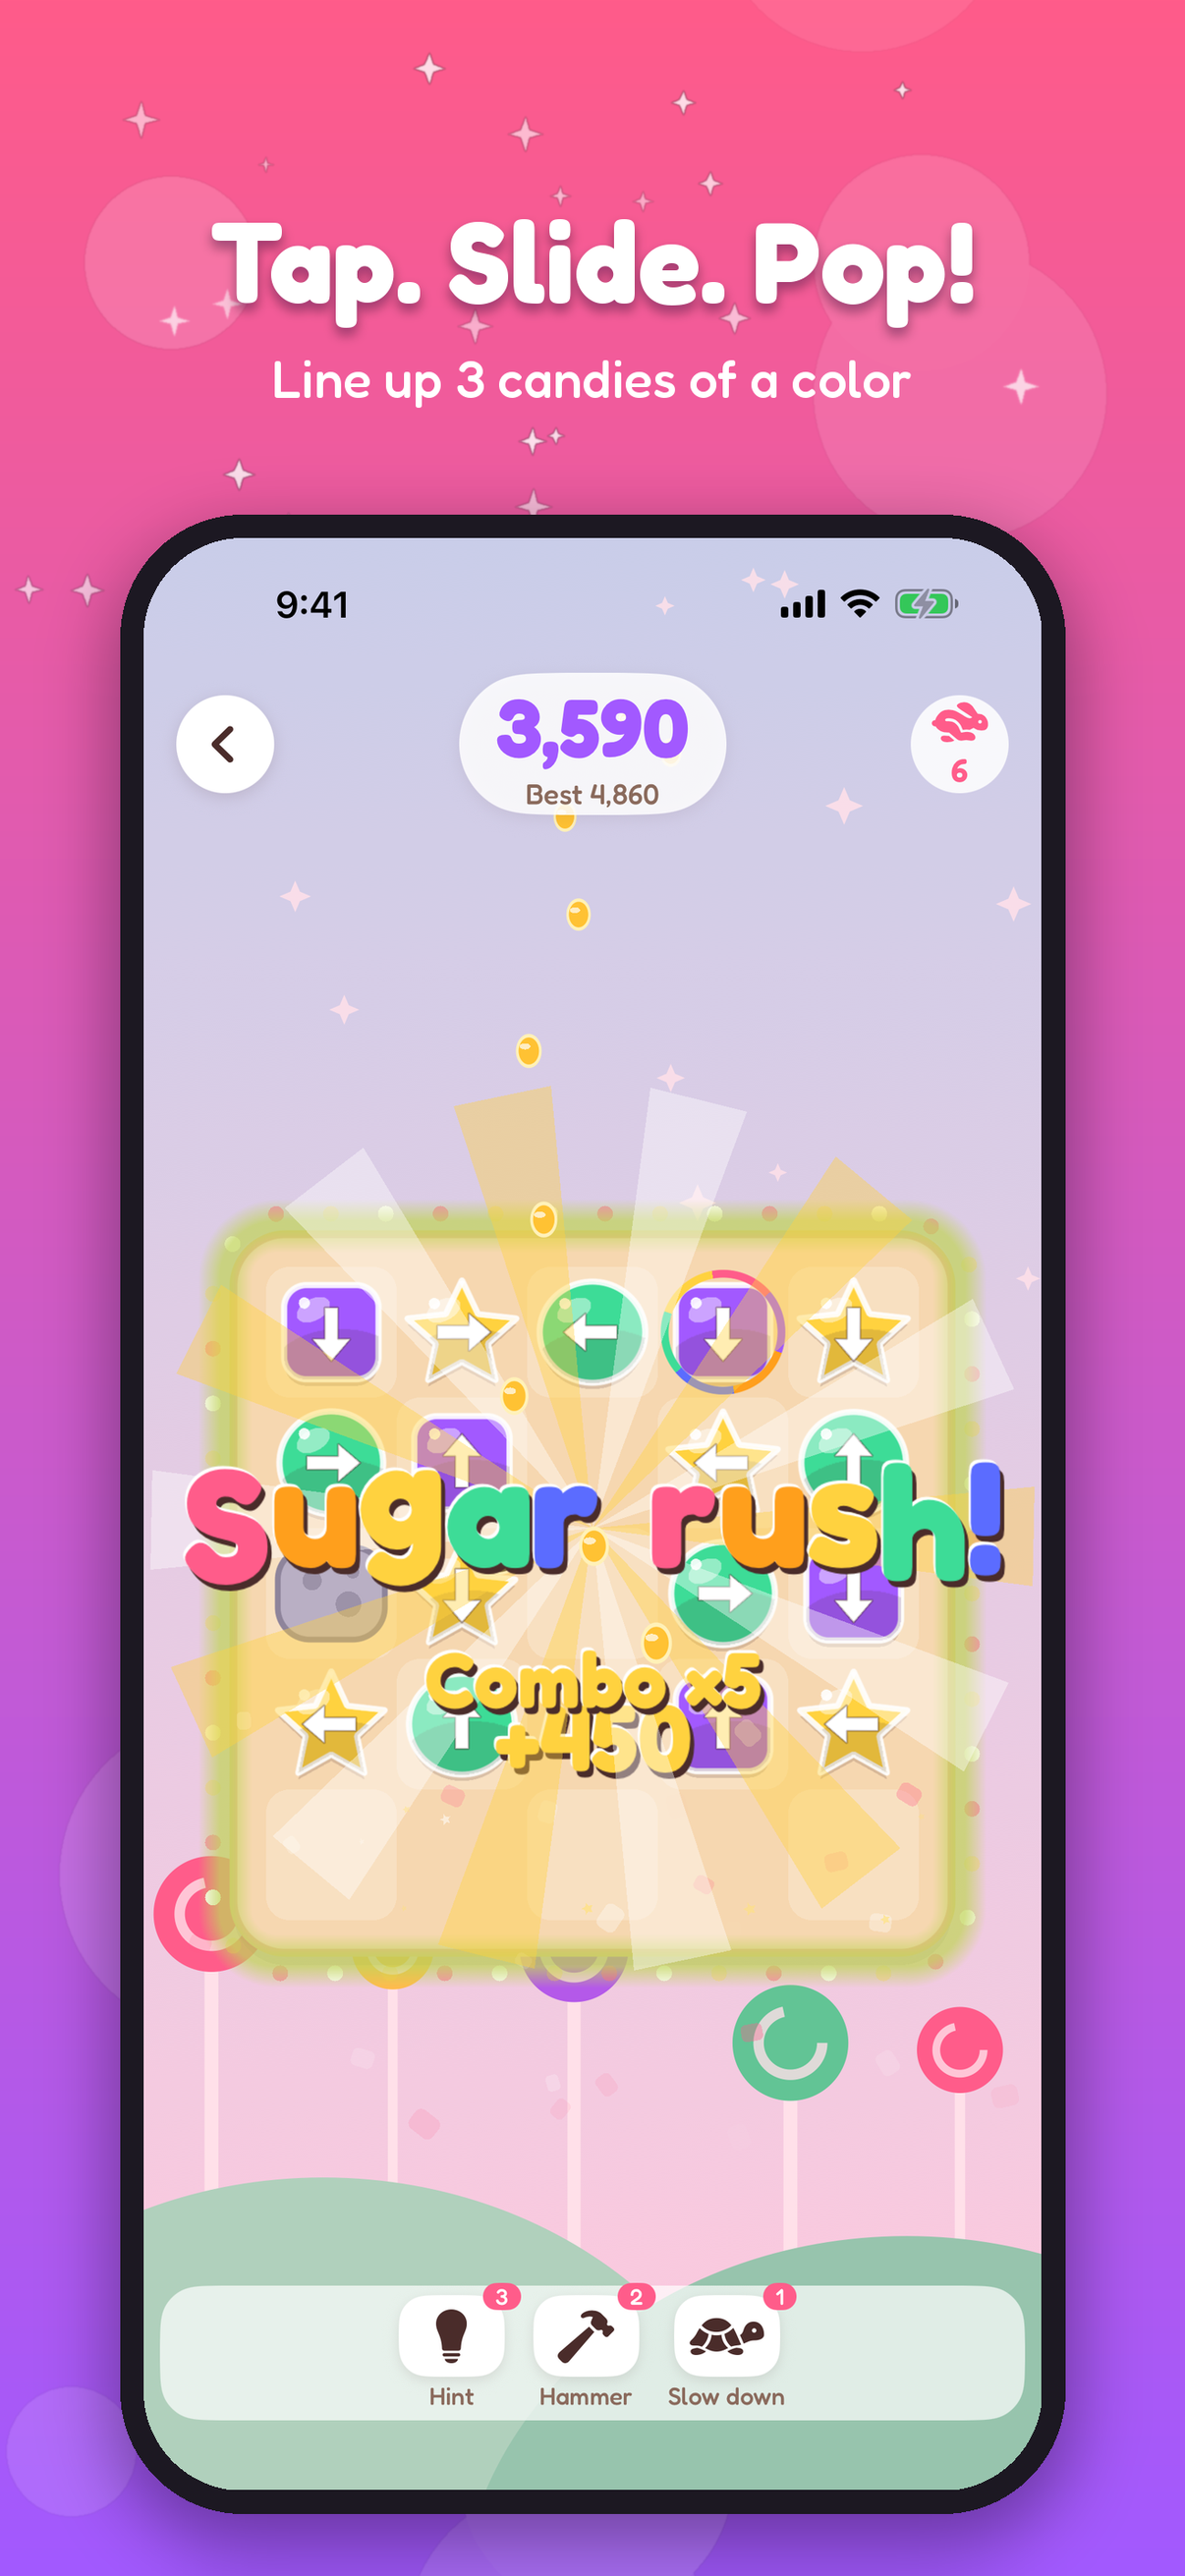 Tap. Slide. Pop!
Line up 3 candies of a color
9:41
3,590
Best 4,860
6
Sugar rush!
Combo x5
+450
3
2
1
Hint
Hammer
Slow down